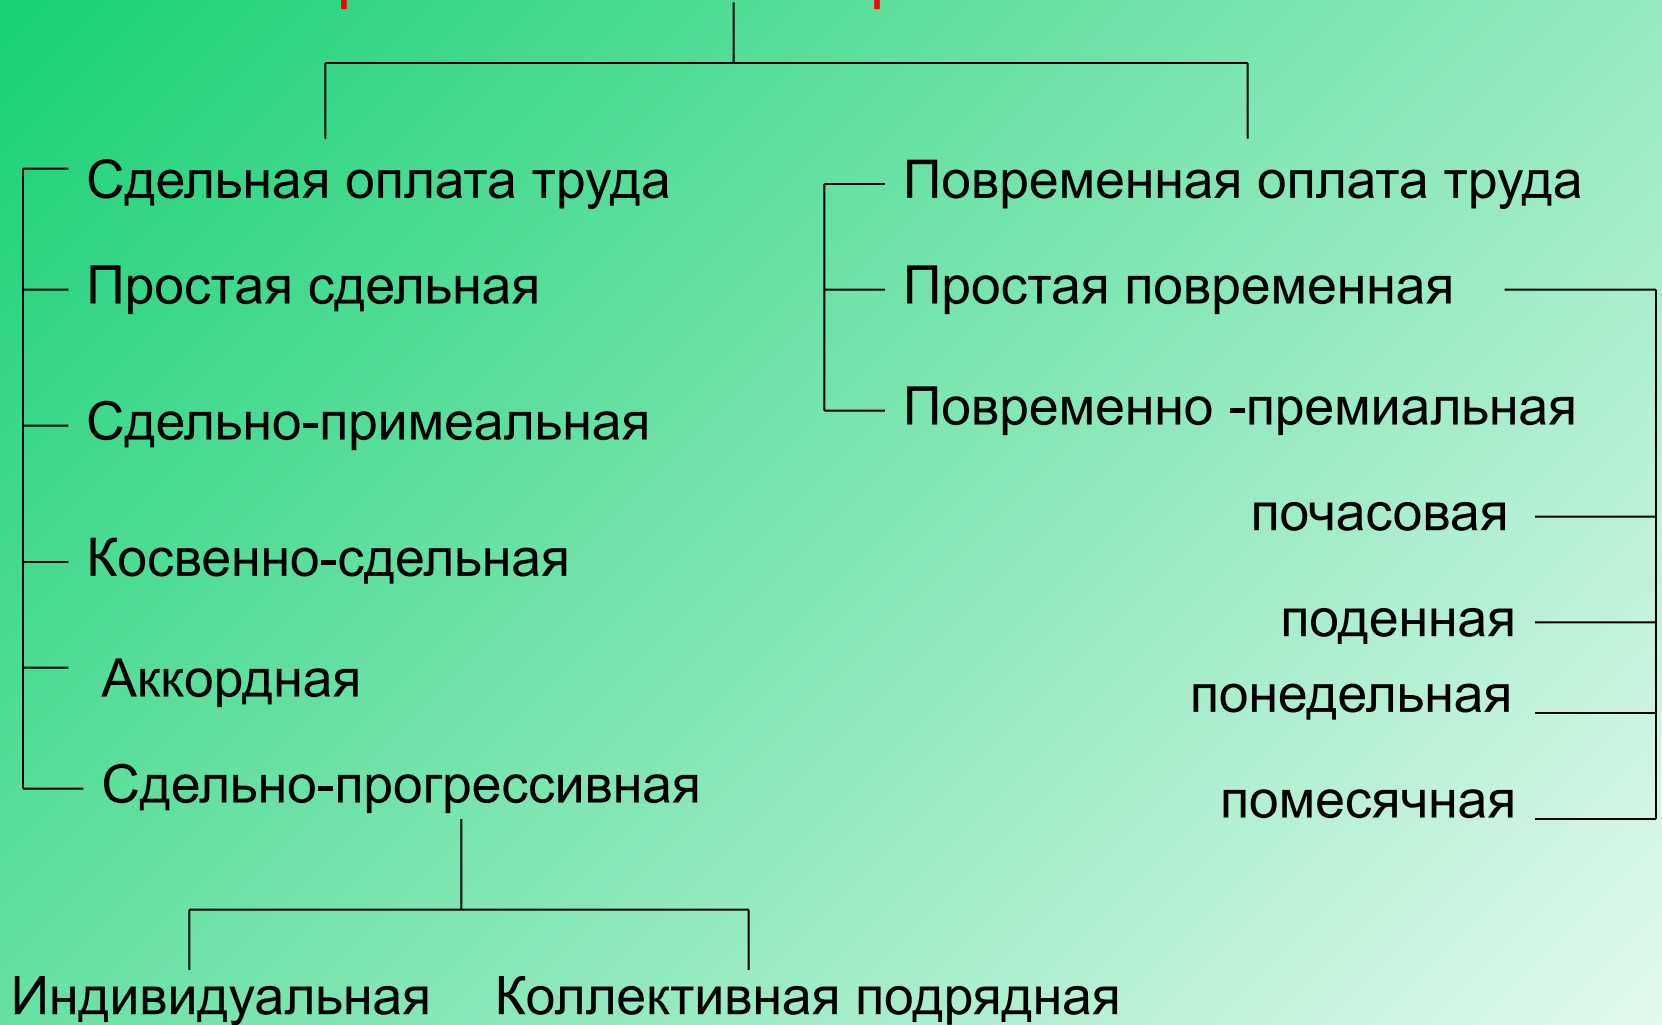 Сдельная оплата труда
Простая сдельная
Сдельно-примеальная
Косвенно-сдельная
Аккордная
Сдельно-прогрессивная
Индивидуальная
Коллективная подрядная
Повременная оплата труда
Простая повременная
Повременно -премиальная
почасовая
поденная
понедельная
помесячная